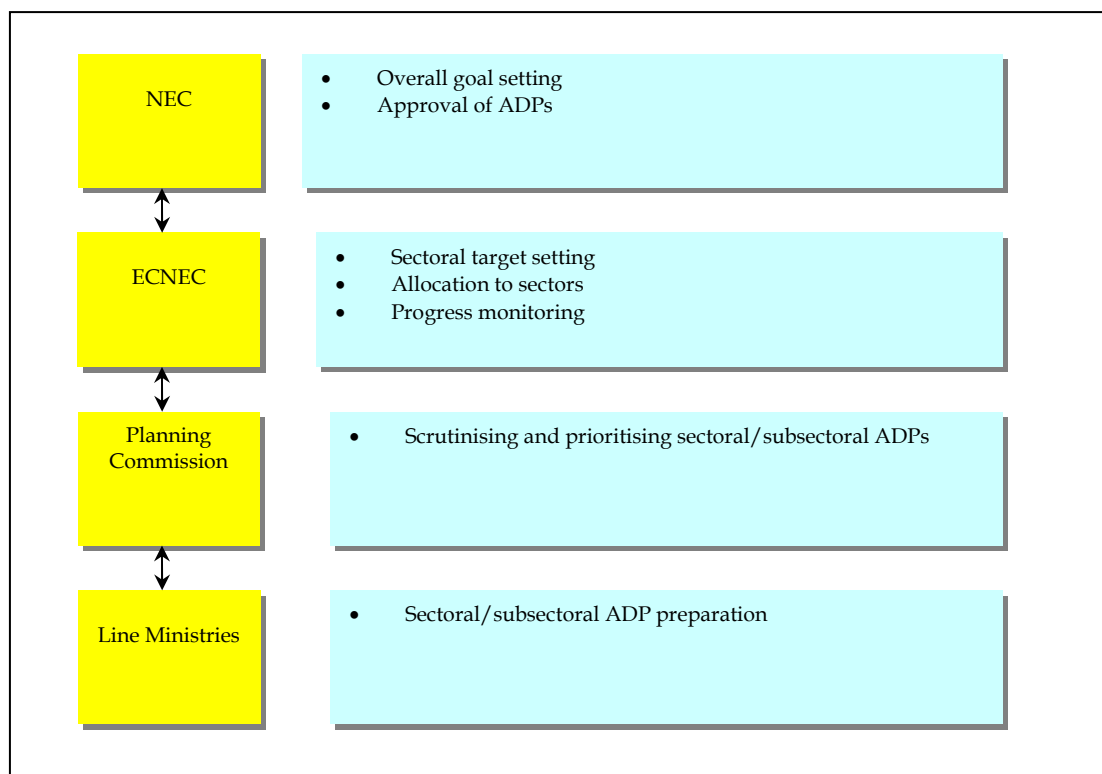 NEC
• Overall goal setting
• Approval of ADPs
ECNEC
• Sectoral target setting
• Allocation to sectors
• Progress monitoring
Planning
Commission
• Scrutinising and prioritising sectoral/subsectoral ADPs
Line Ministries
• Sectoral/subsectoral ADP preparation